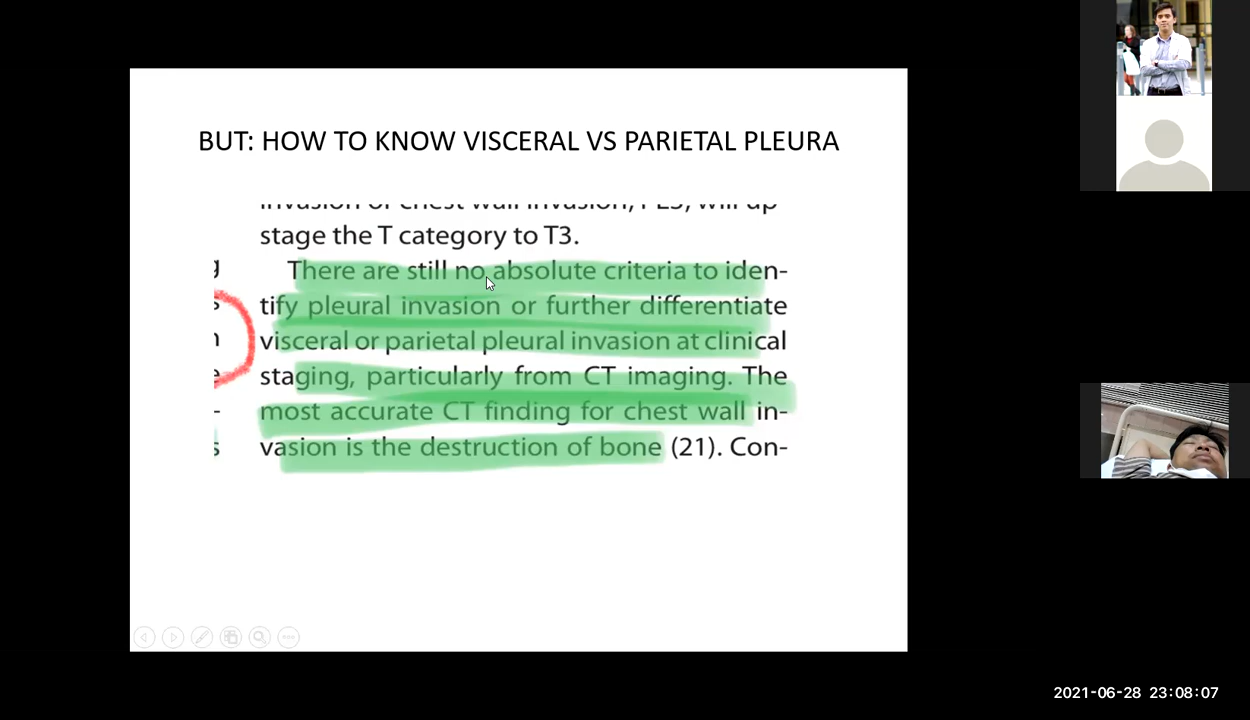 BUT: HOW TO KNOW VISCERAL VS PARIETAL PLEURA
invasion or chest wall invasion, PL3, will up
stage the T category to T3.
There are still no absolute criteria to iden-
tify pleural invasion or further differentiate
visceral or parietal pleural invasion at clinical
staging, particularly from CT imaging. The
most accurate CT finding for chest wall in-
vasion is the destruction of bone (21). Con-
2021-06-28 23:08:07